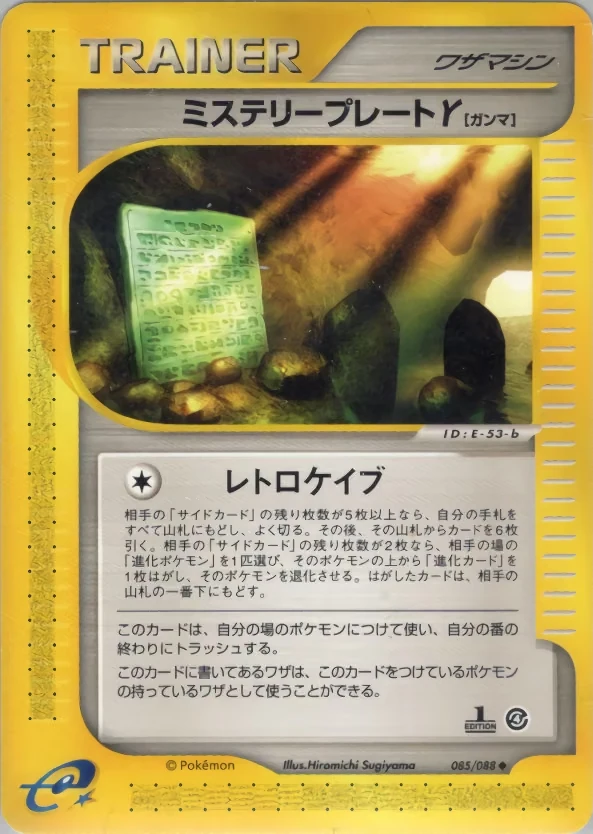 TRAINER
ワザマシン
ミステリープレートγ[ガンマ]
ID:E-53-b
レトロケイブ
相手の「サイドカード」の残り枚数が5枚以上なら、自分の手札を
すべて山札にもどし、よく切る。その後、その山札からカードを6枚
引く。相手の「サイドカード」の残り枚数が2枚なら、相手の場の
「進化ポケモン」を1匹選び、そのポケモンの上から「進化カード」を
1枚はがし、そのポケモンを退化させる。はがしたカードは、相手の
山札の一番下にもどす。
このカードは、自分の場のポケモンにつけて使い、自分の番の
終わりにトラッシュする。
このカードに書いてあるワザは、このカードをつけているポケモン
の持っているワザとして使うことができる。
1
EDITION
© Pokémon
Illus.Hiromichi Sugiyama
085/088◆
e